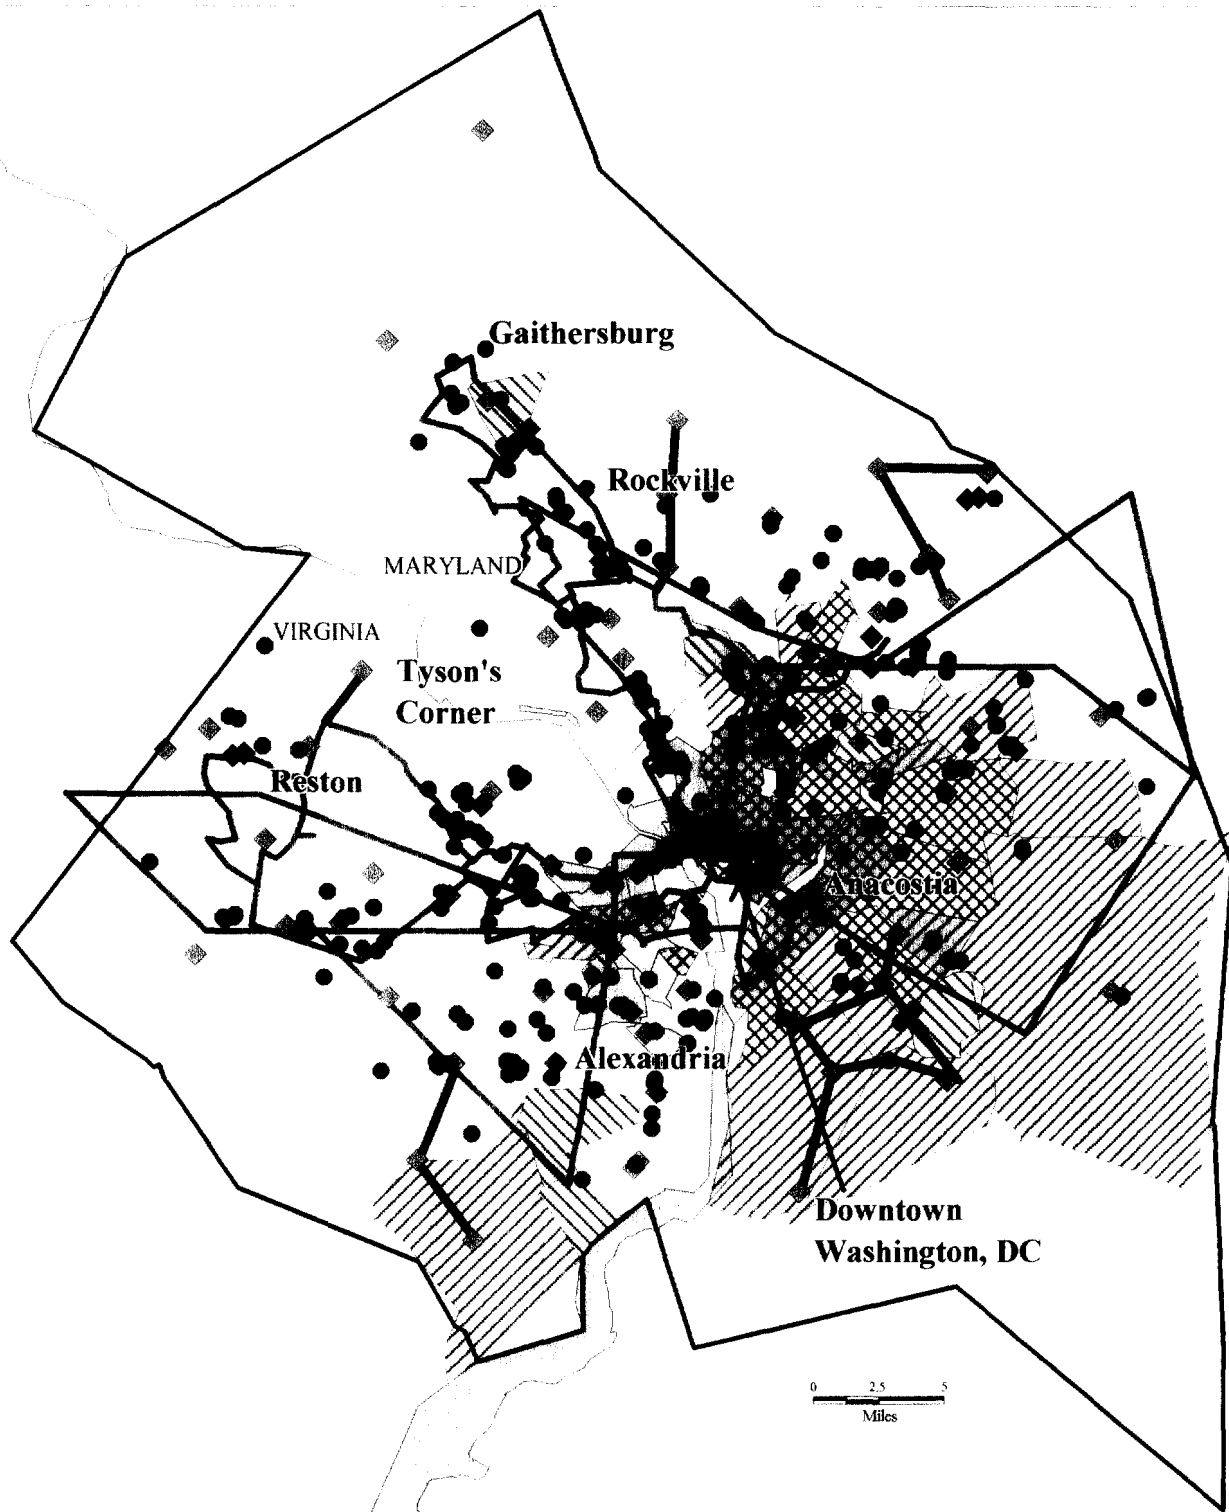 Gaithersburg
Rockville
MARYLAND
VIRGINIA
Tyson's
Corner
Reston
Anacostia
Alexandria
Downtown
Washington, DC
0 2.5 5
Miles